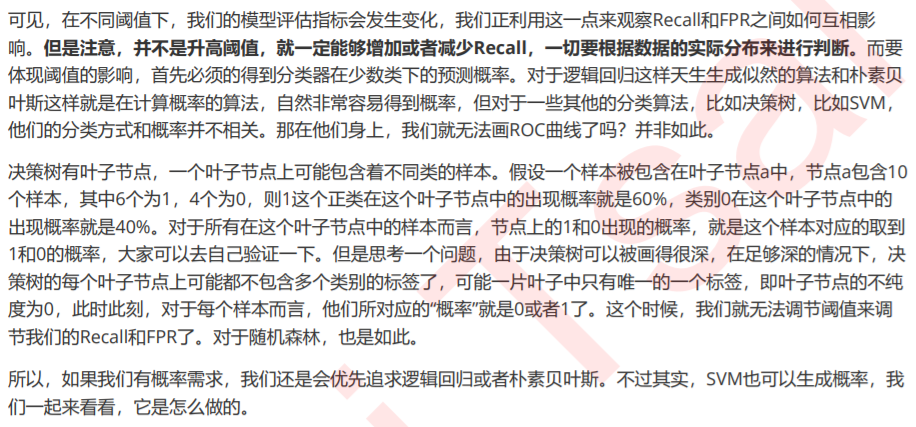 可见，在不同阈值下，我们的模型评估指标会发生变化，我们正利用这一点来观察Recall和FPR之间如何互相影
响。但是注意，并不是升高阈值，就一定能够增加或者减少Recall，一切要根据数据的实际分布来进行判断。而要
体现阈值的影响，首先必须的得到分类器在少数类下的预测概率。对于逻辑回归这样天生生成似然的算法和朴素贝
叶斯这样就是在计算概率的算法，自然非常容易得到概率，但对于一些其他的分类算法，比如决策树，比如SVM，
他们的分类方式和概率并不相关。那在他们身上，我们就无法画ROC曲线了吗？并非如此。
决策树有叶子节点，一个叶子节点上可能包含着不同类的样本。假设一个样本被包含在叶子节点a中，节点a包含10
个样本，其中6个为1，4个为0，则1这个正类在这个叶子节点中的出现概率就是60%，类别0在这个叶子节点中的
出现概率就是40%。对于所有在这个叶子节点中的样本而言，节点上的1和0出现的概率，就是这个样本对应的取到
1和0的概率，大家可以去自己验证一下。但是思考一个问题，由于决策树可以被画得很深，在足够深的情况下，决
策树的每个叶子节点上可能都不包含多个类别的标签了，可能一片叶子中只有唯一的一个标签，即叶子节点的不纯
度为0，此时此刻，对于每个样本而言，他们所对应的“概率”就是0或者1了。这个时候，我们就无法调节阈值来调
节我们的Recall和FPR了。对于随机森林，也是如此。
所以，如果我们有概率需求，我们还是会优先追求逻辑回归或者朴素贝叶斯。不过其实，SVM也可以生成概率，我
们一起来看看，它是怎么做的。